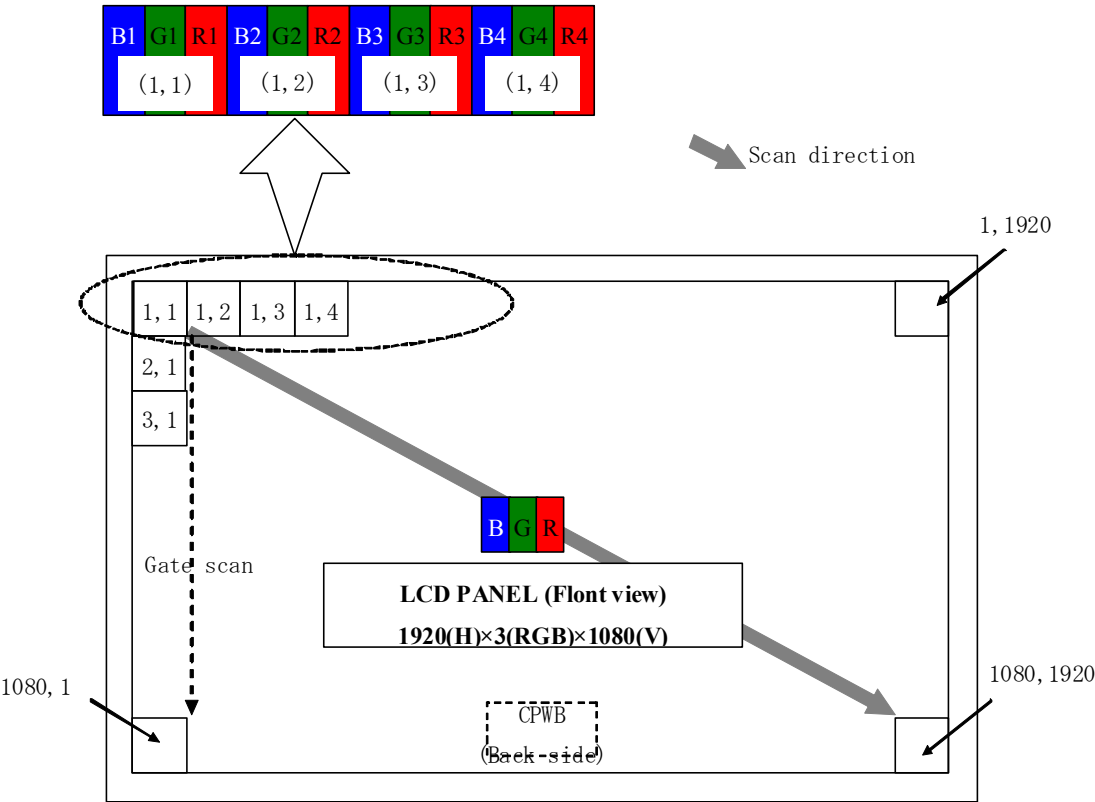 B1 G1 R1 B2 G2 R2 B3 G3 R3 B4 G4 R4
(1,1) (1,2) (1,3) (1,4)
Scan direction
1,1920
1,1 1,2 1,3 1,4
2,1
3,1
B G R
Gate scan
LCD PANEL (Flont view)
1920(H)×3(RGB)×1080(V)
1080,1
1080,1920
CPWB
(Back side)